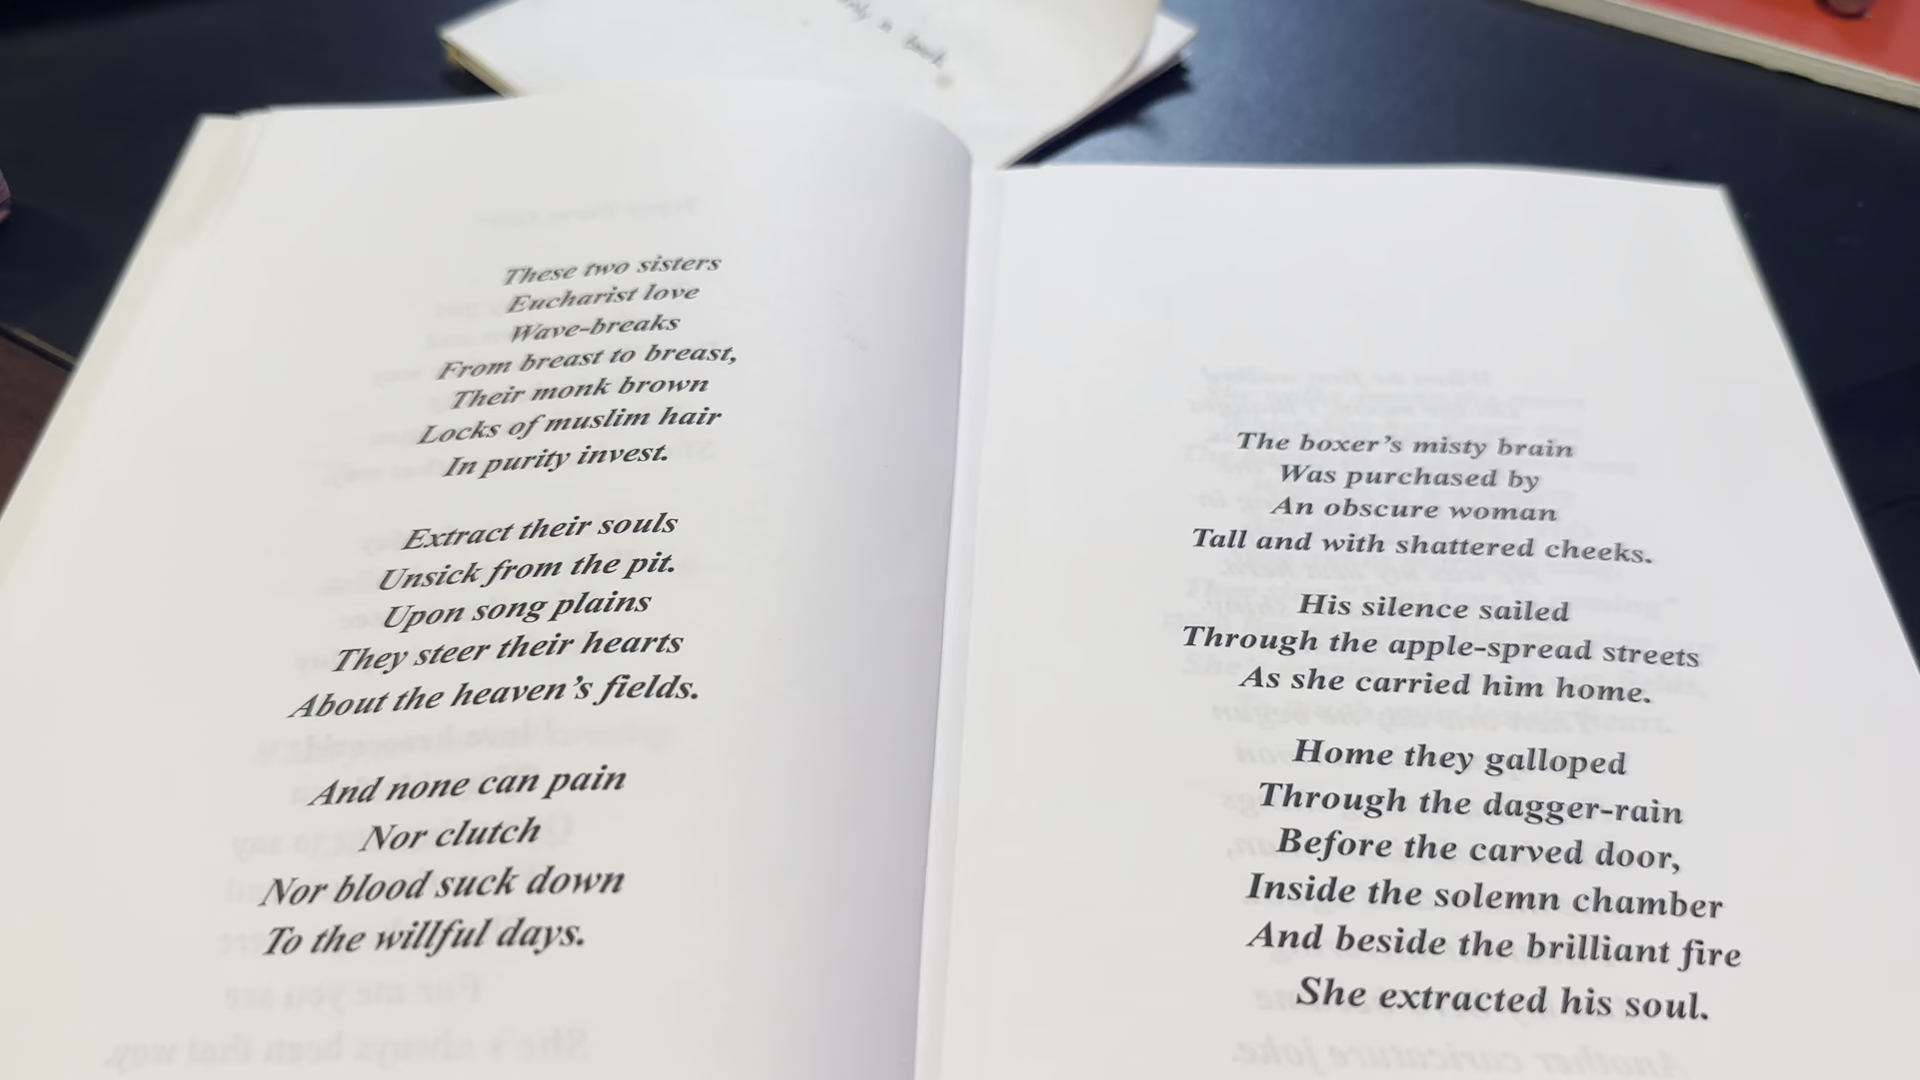 These two sisters
Eucharist love
Wave-breaks
From breast to breast,
Their monk brown
Locks of muslim hair
In purity invest.
Extract their souls
Unsick from the pit.
Upon song plains
They steer their hearts
About the heaven's fields.
And none can pain
Nor clutch
Nor blood suck down
To the willful days.
The boxer's misty brain
Was purchased by
An obscure woman
Tall and with shattered cheeks.
His silence sailed
Through the apple-spread streets
As she carried him home.
Home they galloped
Through the dagger-rain
Before the carved door,
Inside the solemn chamber
And beside the brilliant fire
She extracted his soul.